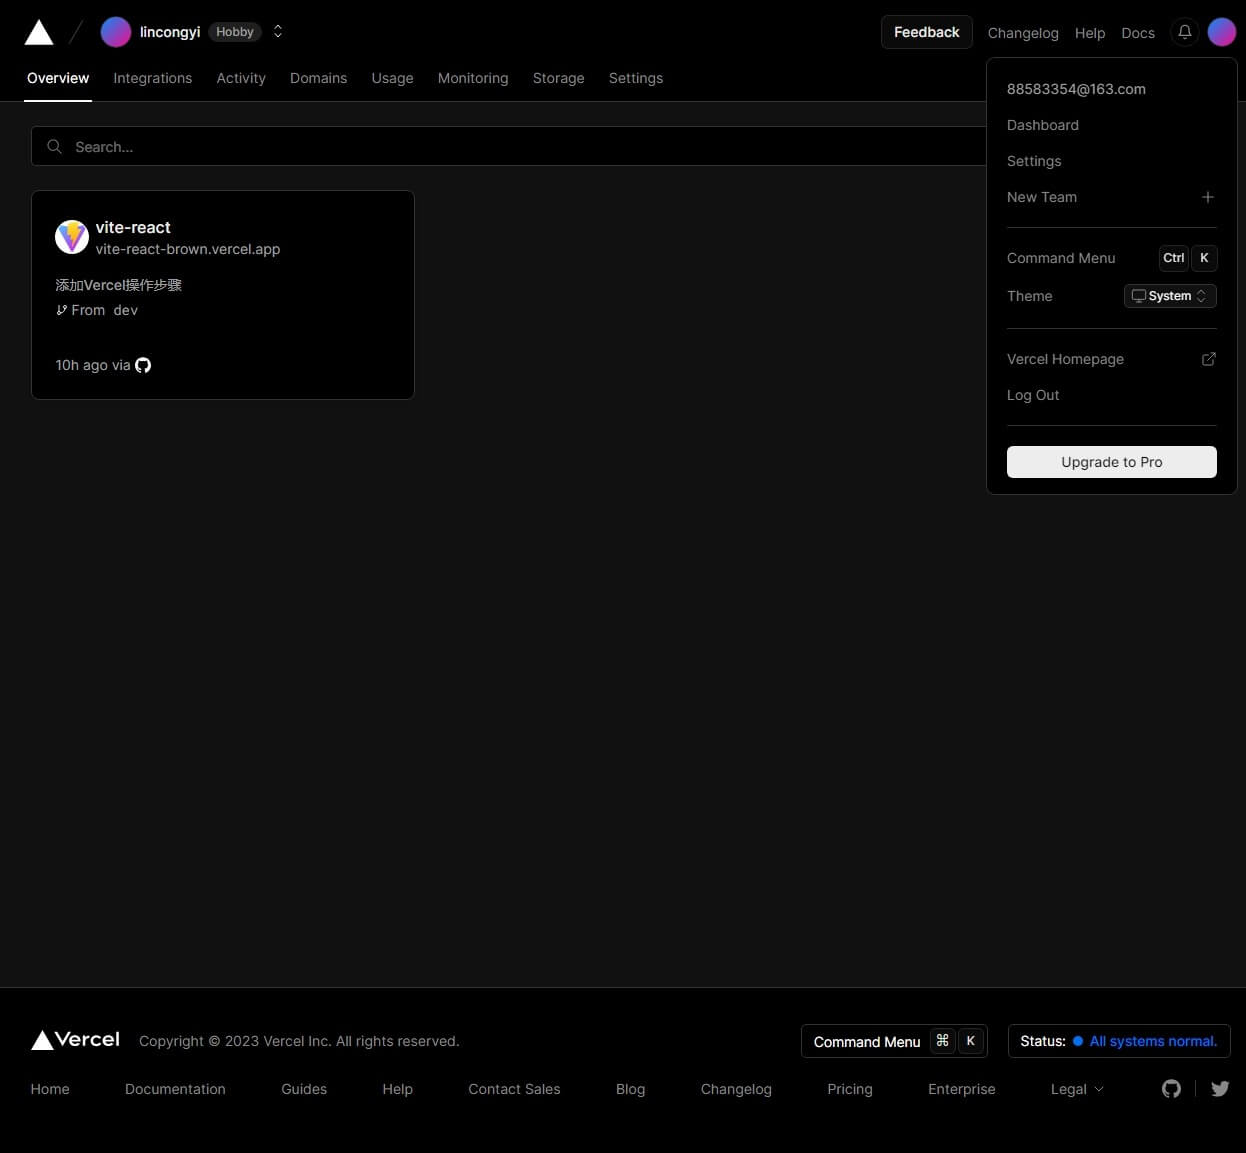 lincongyi Hobby
Feedback Changelog Help Docs
Overview Integrations Activity Domains Usage Monitoring Storage Settings
88583354@163.com
Dashboard
Settings
New Team
Command Menu Ctrl K
Theme System
Vercel Homepage
Log Out
Upgrade to Pro
Search...
vite-react
vite-react-brown.vercel.app
添加Vercel操作步骤
From dev
10h ago via
Vercel Copyright © 2023 Vercel Inc. All rights reserved.
Command Menu ⌘ K
Status: All systems normal.
Home Documentation Guides Help Contact Sales Blog Changelog Pricing Enterprise Legal